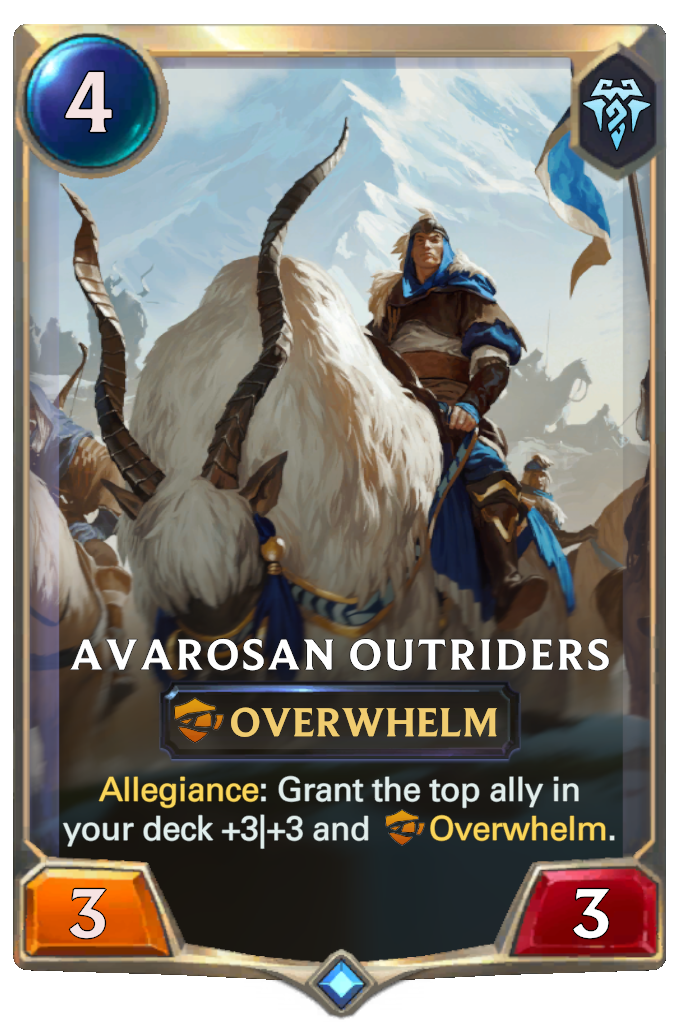 4
AVAROSAN OUTRIDERS
OVERWHELM
Allegiance: Grant the top ally in
your deck +3|+3 and Overwhelm.
3 3